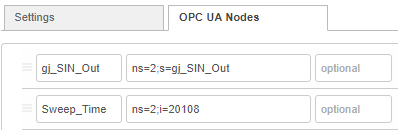 Settings OPC UA Nodes
gj_SIN_Out ns=2;s=gj_SIN_Out optional
Sweep_Time ns=2;i=20108 optional